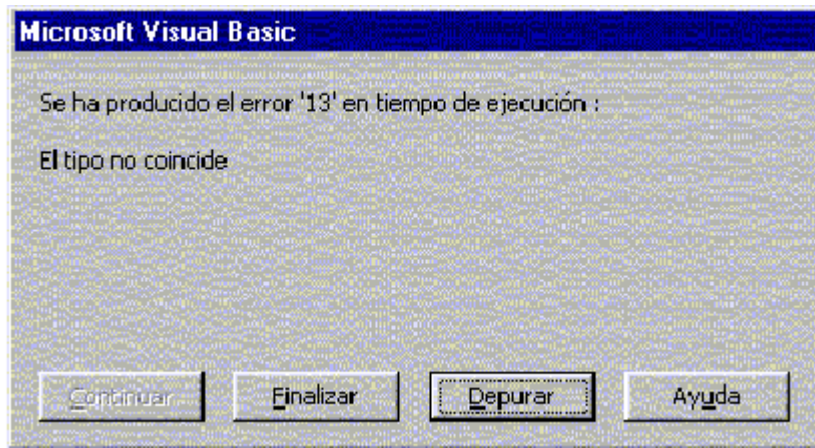 Microsoft Visual Basic
Se ha producido el error '13' en tiempo de ejecución :
El tipo no coincide
Continuar Finalizar Depurar Ayuda